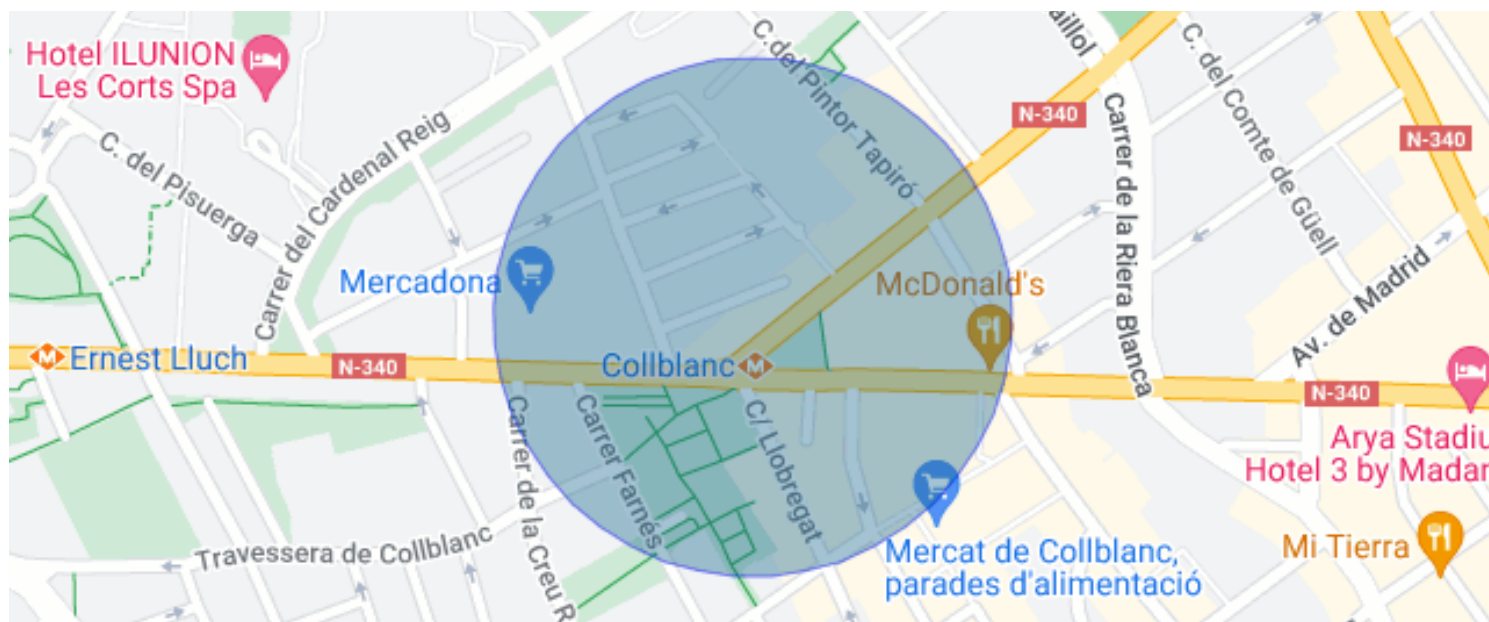 Hotel ILUNION
Les Corts Spa
C. del Pisuerga
Carrer del Cardenal Reig
C. del Pintor Tapiró
N-340
Carrer de la Riera Blanca
C. del Comte de Güell
N-340
Mercadona
McDonald's
Av. de Madrid
Ernest Lluch
N-340
Collblanc
N-340
Arya Stadiu
Hotel 3 by Madan
Carrer de la Creu R
Carrer Farnés
C/ Llobregat
Travessera de Collblanc
Mercat de Collblanc,
parades d'alimentació
Mi Tierra